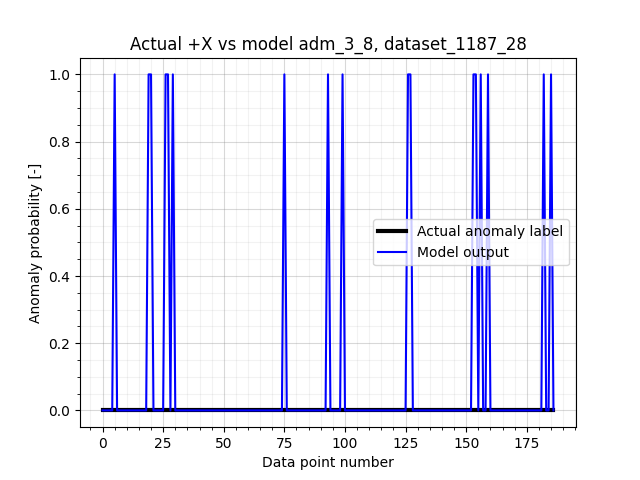 Actual +X vs model adm_3_8, dataset_1187_28
1.0
0.8
0.6
0.4
0.2
0.0
Anomaly probability [-]
Actual anomaly label
Model output
0 25 50 75 100 125 150 175
Data point number